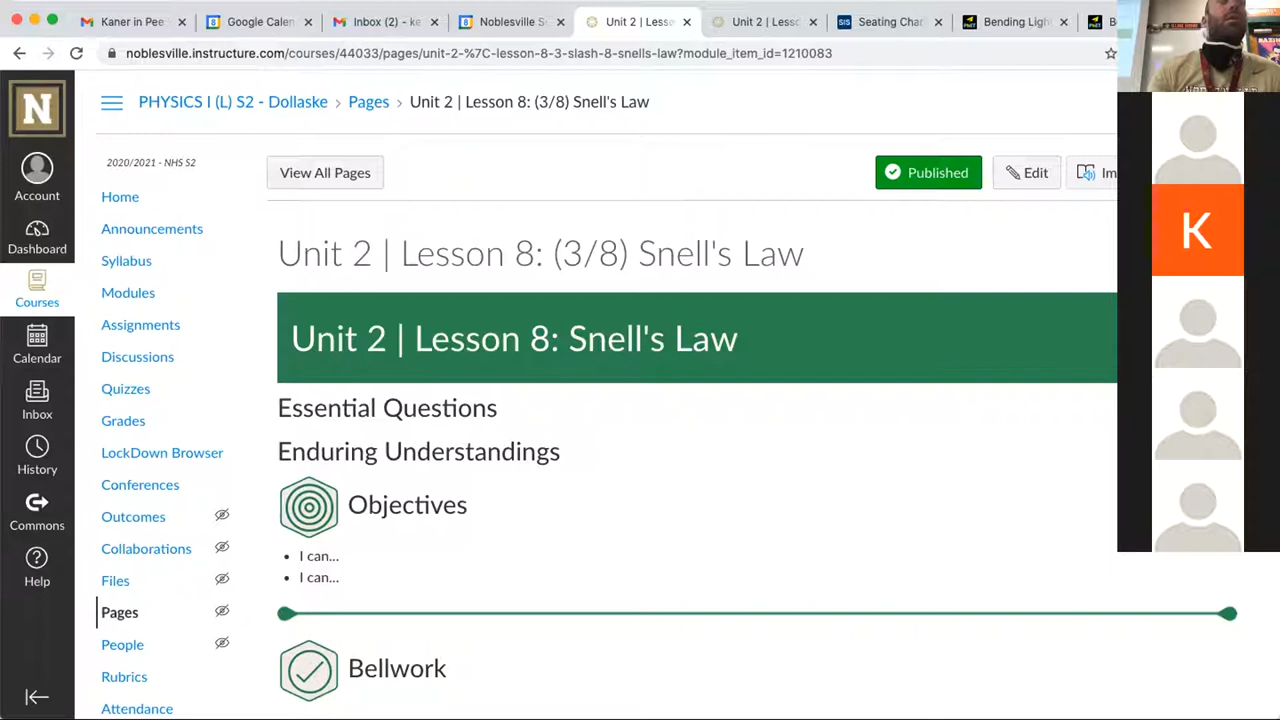 Kaner in Pee
Google Calen
Inbox (2) - ke
Noblesville S
Unit 2 | Lesso
Unit 2 | Lesso
SIS
Seating Char
PhET
Bending Ligh
PhET
noblesville.instructure.com/courses/44033/pages/unit-2-%7C-lesson-8-3-slash-8-snells-law?module_item_id=1210083
N
PHYSICS I (L) S2 - Dollaske › Pages › Unit 2 | Lesson 8: (3/8) Snell's Law
Account
Dashboard
Courses
Calendar
Inbox
History
Commons
Help
2020/2021 - NHS S2
Home
Announcements
Syllabus
Modules
Assignments
Discussions
Quizzes
Grades
LockDown Browser
Conferences
Outcomes
Collaborations
Files
Pages
People
Rubrics
Attendance
View All Pages
Published
Edit
Im
Unit 2 | Lesson 8: (3/8) Snell's Law
Unit 2 | Lesson 8: Snell's Law
Essential Questions
Enduring Understandings
Objectives
• I can...
• I can...
Bellwork
K